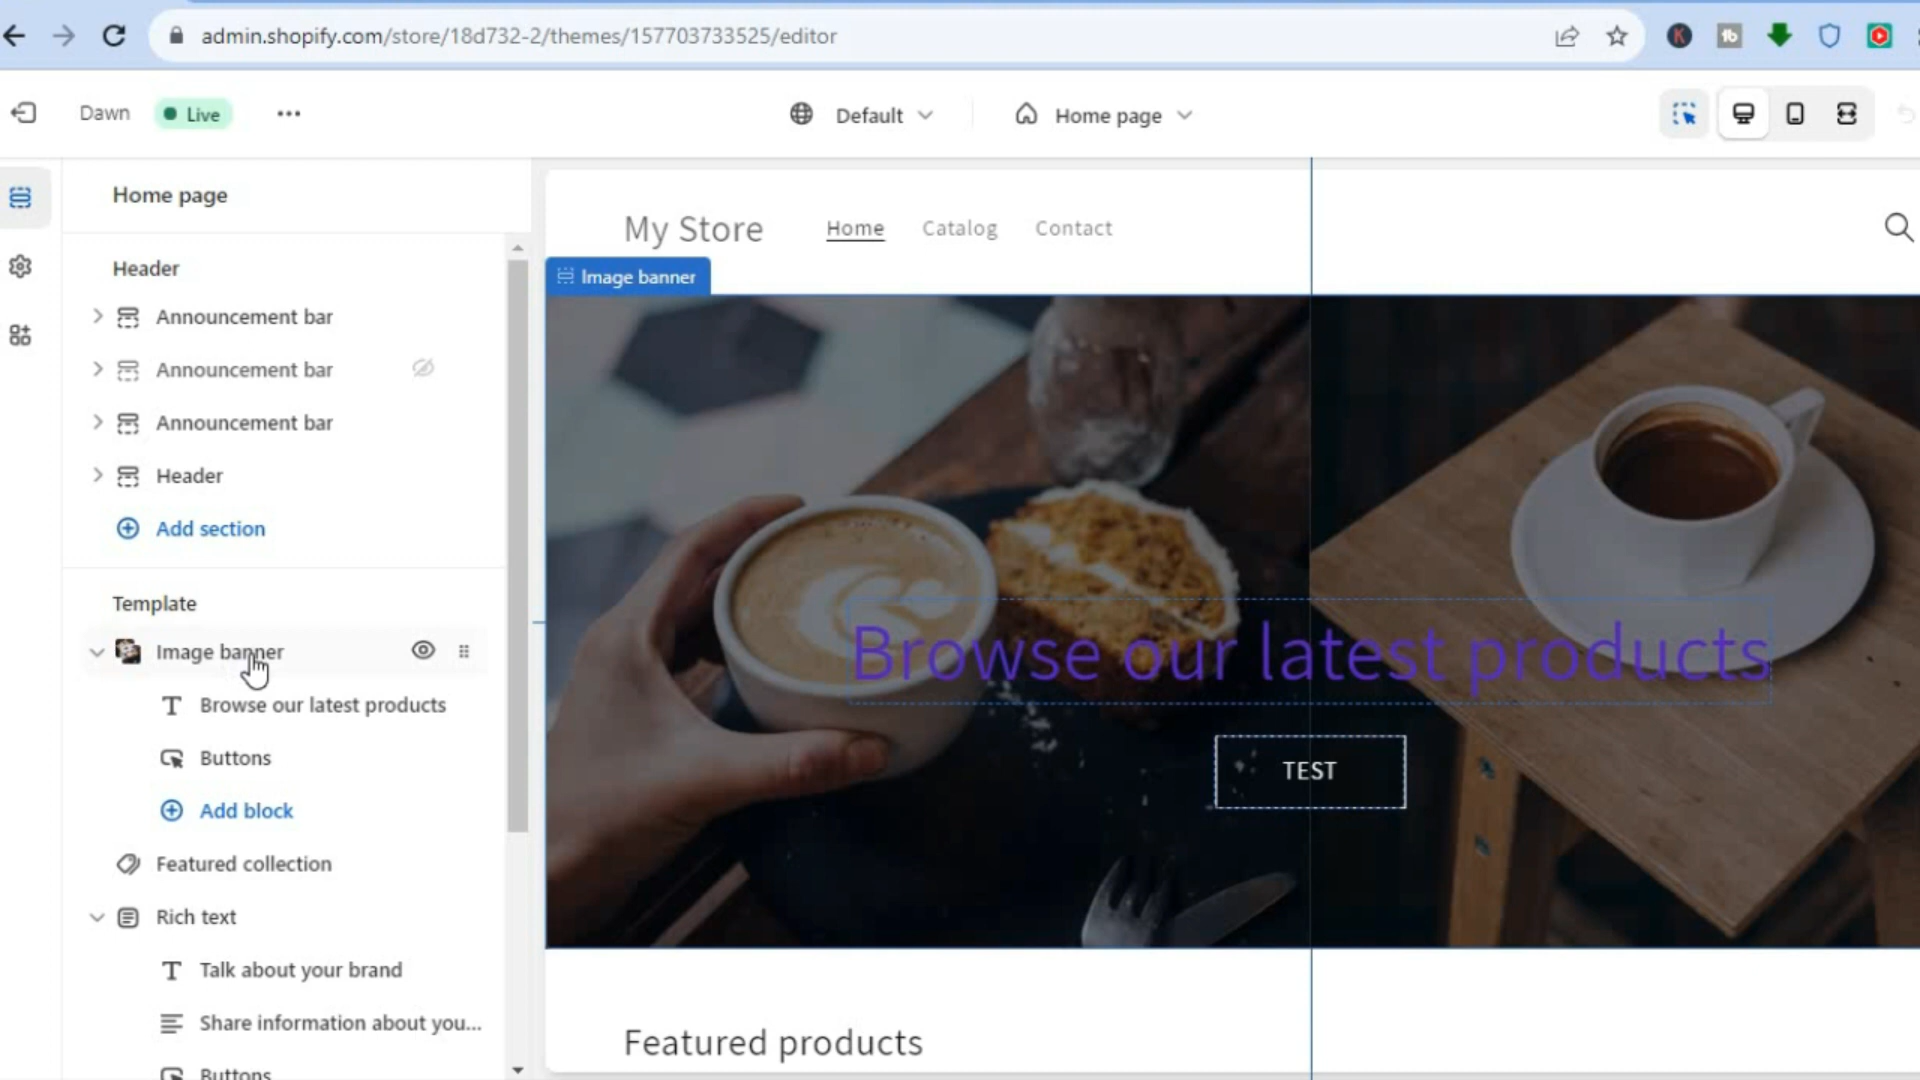 admin.shopify.com/store/18d732-2/themes/157703733525/editor
K
tb
Dawn
Live
Default
Home page
Home page
Header
Announcement bar
Announcement bar
Announcement bar
Header
Add section
Template
Image banner
Browse our latest products
Buttons
Add block
Featured collection
Rich text
Talk about your brand
Share information about you...
Buttons
My Store
Home
Catalog
Contact
Image banner
Browse our latest products
TEST
Featured products